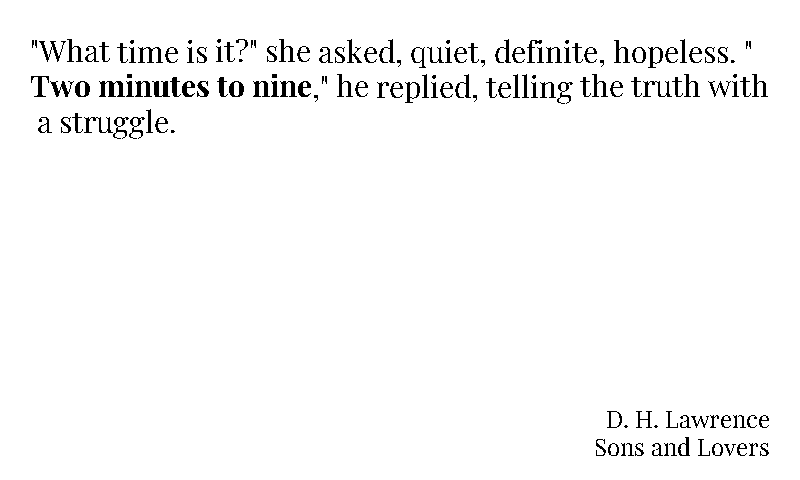 "What time is it?" she asked, quiet, definite, hopeless. "
Two minutes to nine," he replied, telling the truth with
a struggle.
D. H. Lawrence
Sons and Lovers